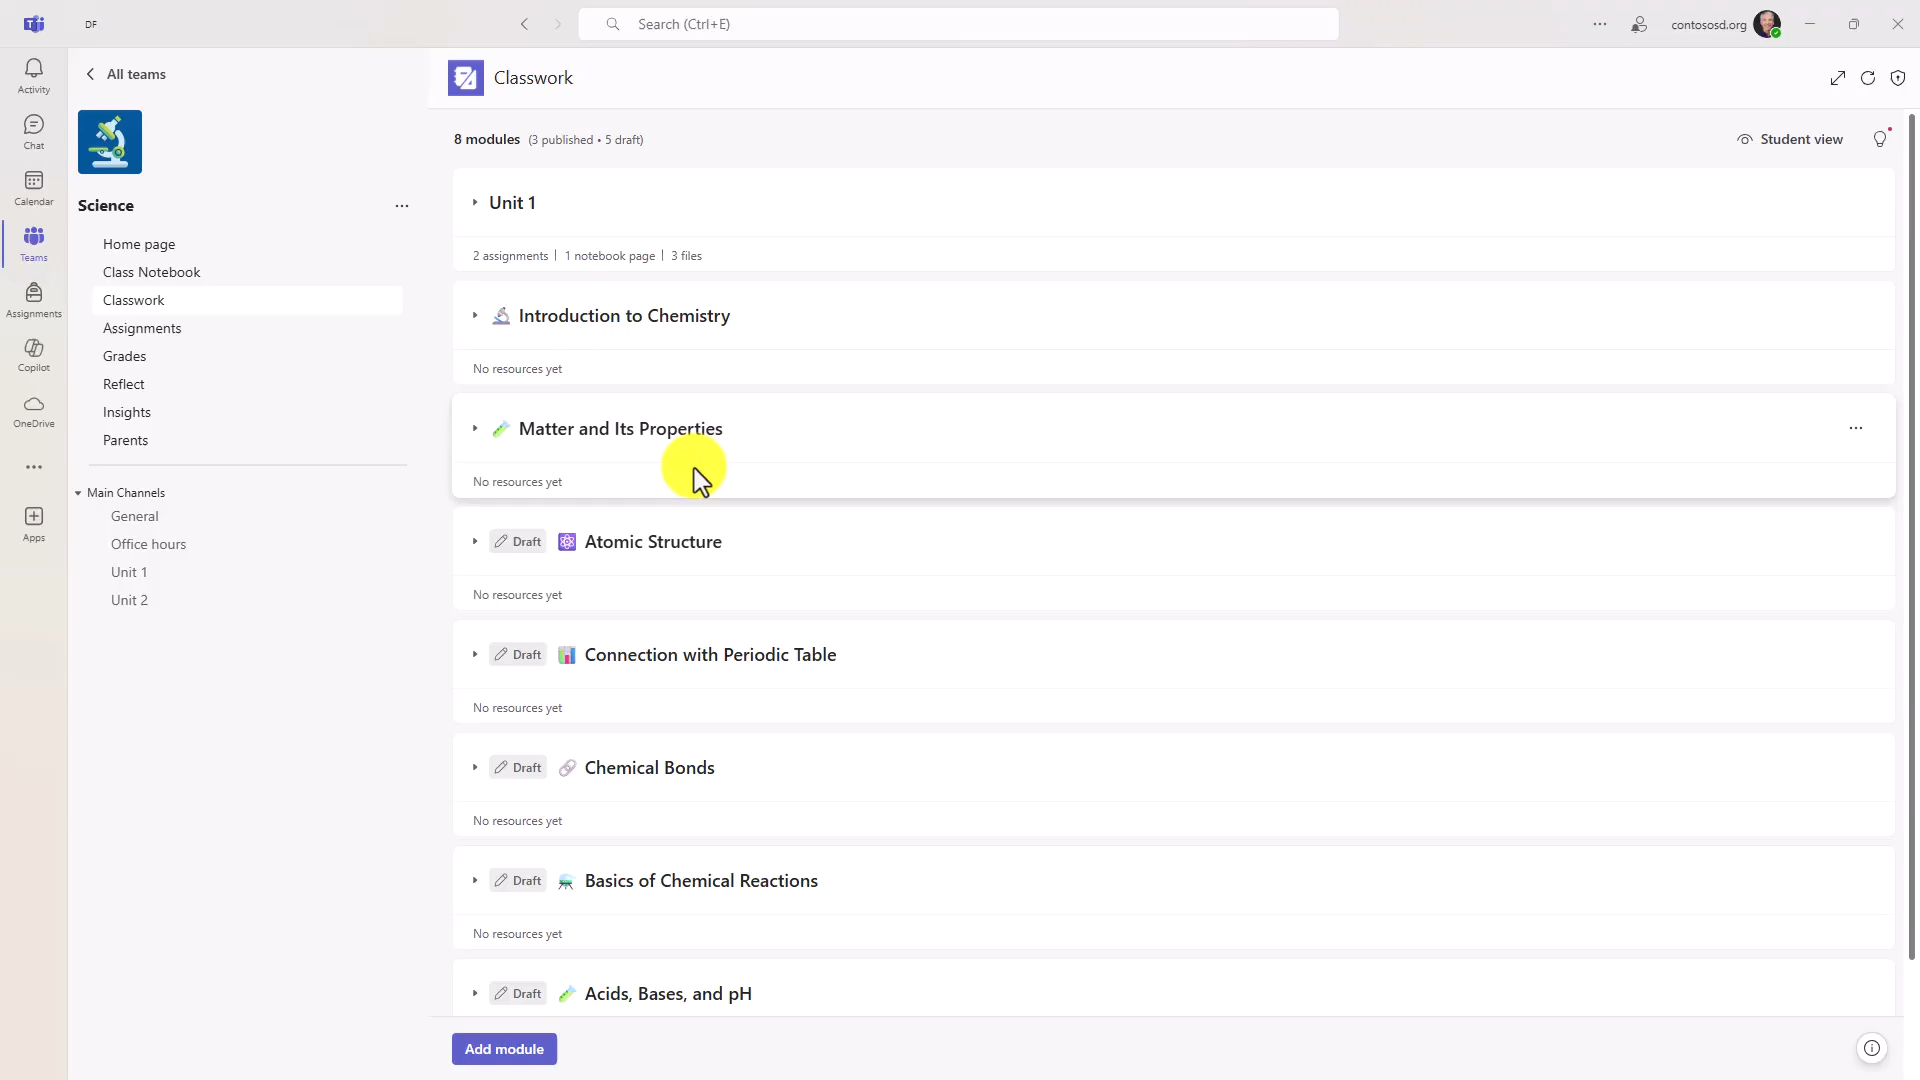 DF
Search (Ctrl+E)
contososd.org
Activity
Chat
Calendar
Teams
Assignments
Copilot
OneDrive
Apps
All teams
Science
Home page
Class Notebook
Classwork
Assignments
Grades
Reflect
Insights
Parents
Main Channels
General
Office hours
Unit 1
Unit 2
Classwork
8 modules (3 published • 5 draft)
Student view
Unit 1
2 assignments | 1 notebook page | 3 files
Introduction to Chemistry
No resources yet
Matter and Its Properties
No resources yet
Draft Atomic Structure
No resources yet
Draft Connection with Periodic Table
No resources yet
Draft Chemical Bonds
No resources yet
Draft Basics of Chemical Reactions
No resources yet
Draft Acids, Bases, and pH
Add module